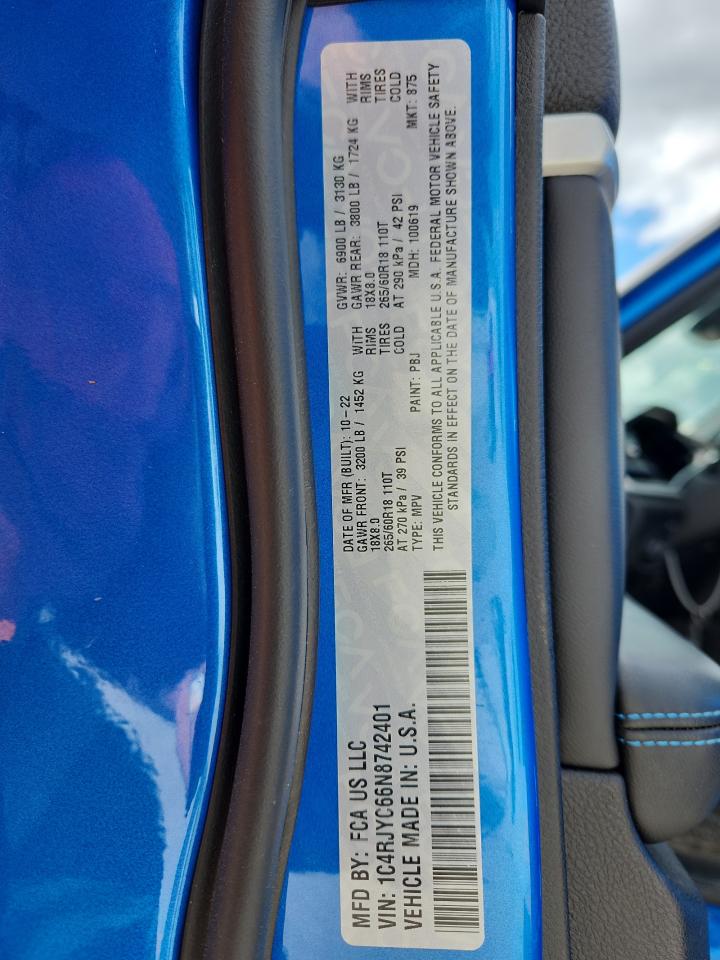 MFD BY: FCA US LLC
VIN: 1C4RJYC66N8742401
VEHICLE MADE IN: U.S.A.
DATE OF MFR (BUILT): 10-22 GVWR: 6900 LB / 3130 KG
GAWR FRONT: 3200 LB / 1452 KG WITH GAWR REAR: 3800 LB / 1724 KG WITH
18X8.0 RIMS 18X8.0 RIMS
265/60R18 110T TIRES 265/60R18 110T TIRES
AT 270 kPa / 39 PSI COLD AT 290 kPa / 42 PSI COLD
TYPE: MPV PAINT: PBJ MDH: 100619 MKT: 875
THIS VEHICLE CONFORMS TO ALL APPLICABLE U.S.A. FEDERAL MOTOR VEHICLE SAFETY
STANDARDS IN EFFECT ON THE DATE OF MANUFACTURE SHOWN ABOVE.